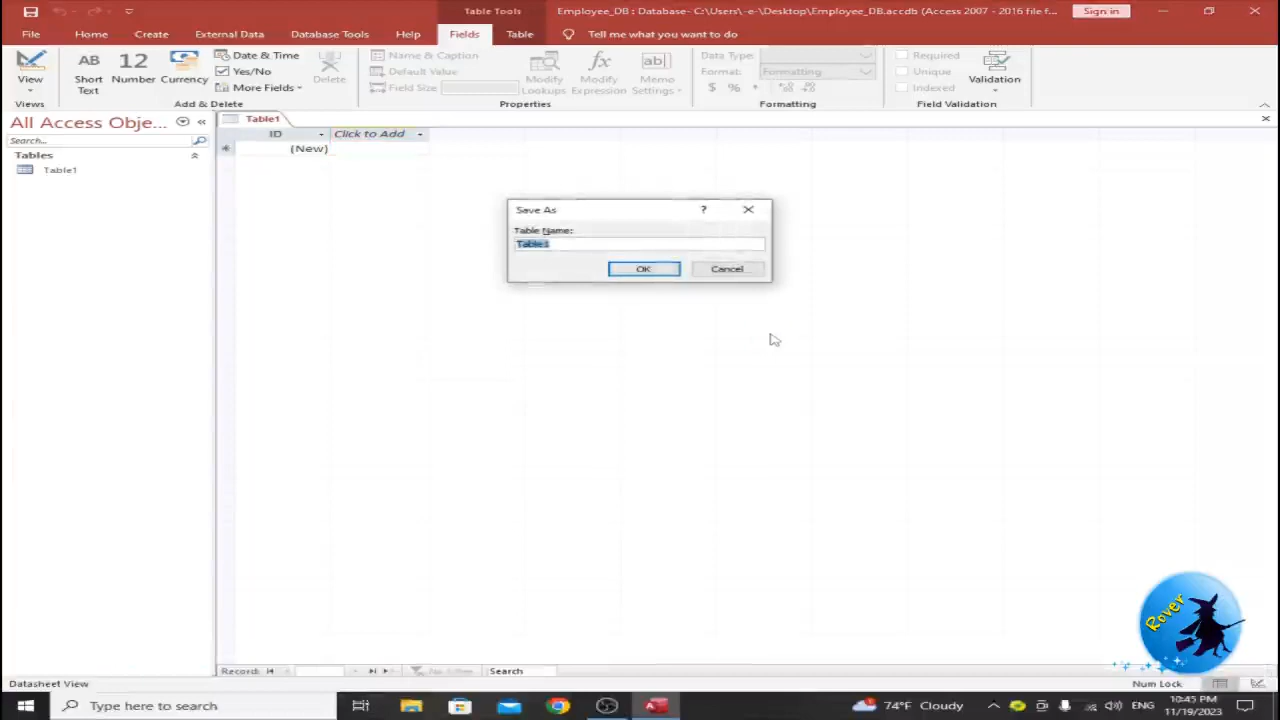 Table Tools
Employee_DB : Database- C:\Users\ -e-\Desktop\Employee_DB.accdb (Access 2007 - 2016 file f...
Sign in
File
Home
Create
External Data
Database Tools
Help
Fields
Table
Tell me what you want to do
View
Views
AB
Short
Text
12
Number
Currency
Date & Time
Yes/No
More Fields
Delete
Add & Delete
Name & Caption
Default Value
Field Size
Modify
Lookups
fx
Modify
Expression
ab
Memo
Settings
Properties
Data Type:
Format:
Formatting
$ %
Formatting
Required
Unique
Indexed
Validation
Field Validation
All Access Obje...
Search...
Tables
Table1
Table1
ID
Click to Add
(New)
Save As
?
Table Name:
Table1
OK
Cancel
Rover
Record:
Search
Datasheet View
Num Lock
Type here to search
74°F Cloudy
ENG
10:45 PM
11/19/2023